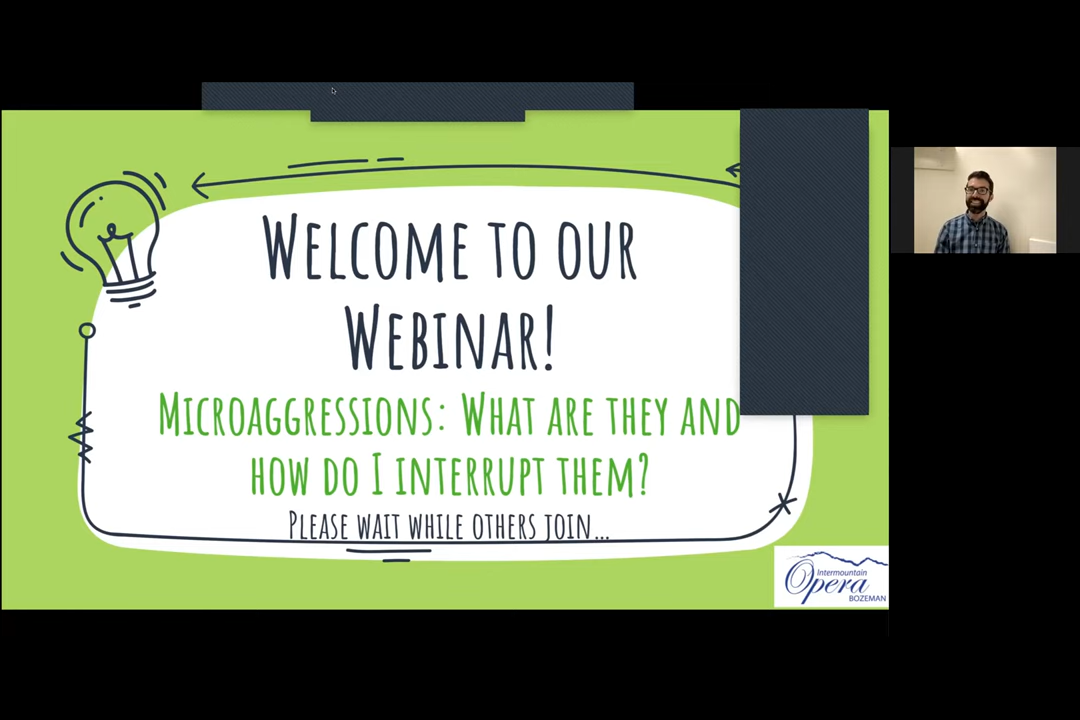 Welcome to our
Webinar!
Microaggressions: What are they and
how do I interrupt them?
Please wait while others join...
Intermountain
Opera
BOZEMAN